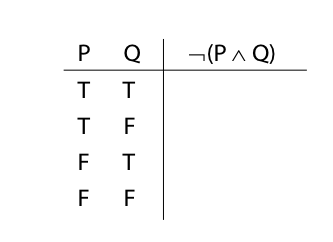 P Q ¬(P ∧ Q)
T T
T F
F T
F F